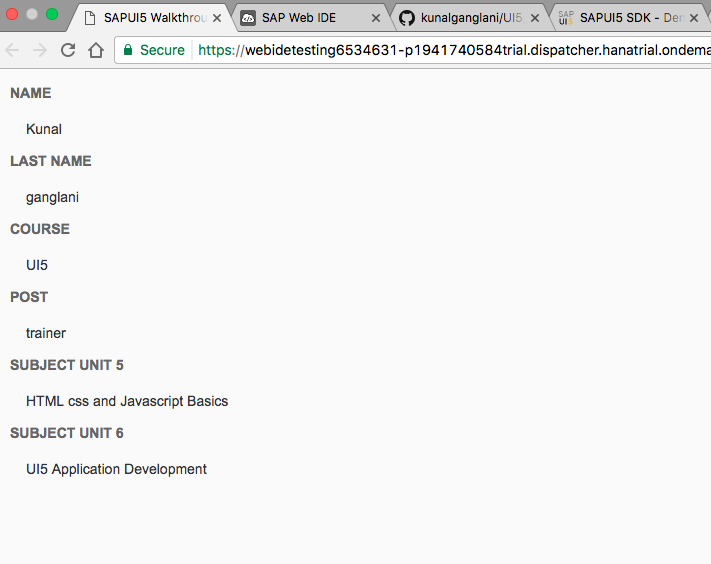 SAPUI5 Walkthrou
SAP Web IDE
kunalganglani/UI5
SAP UI5
SAPUI5 SDK - Den
Secure
https://webidetesting6534631-p1941740584trial.dispatcher.hanatrial.ondema
NAME
Kunal
LAST NAME
ganglani
COURSE
UI5
POST
trainer
SUBJECT UNIT 5
HTML css and Javascript Basics
SUBJECT UNIT 6
UI5 Application Development